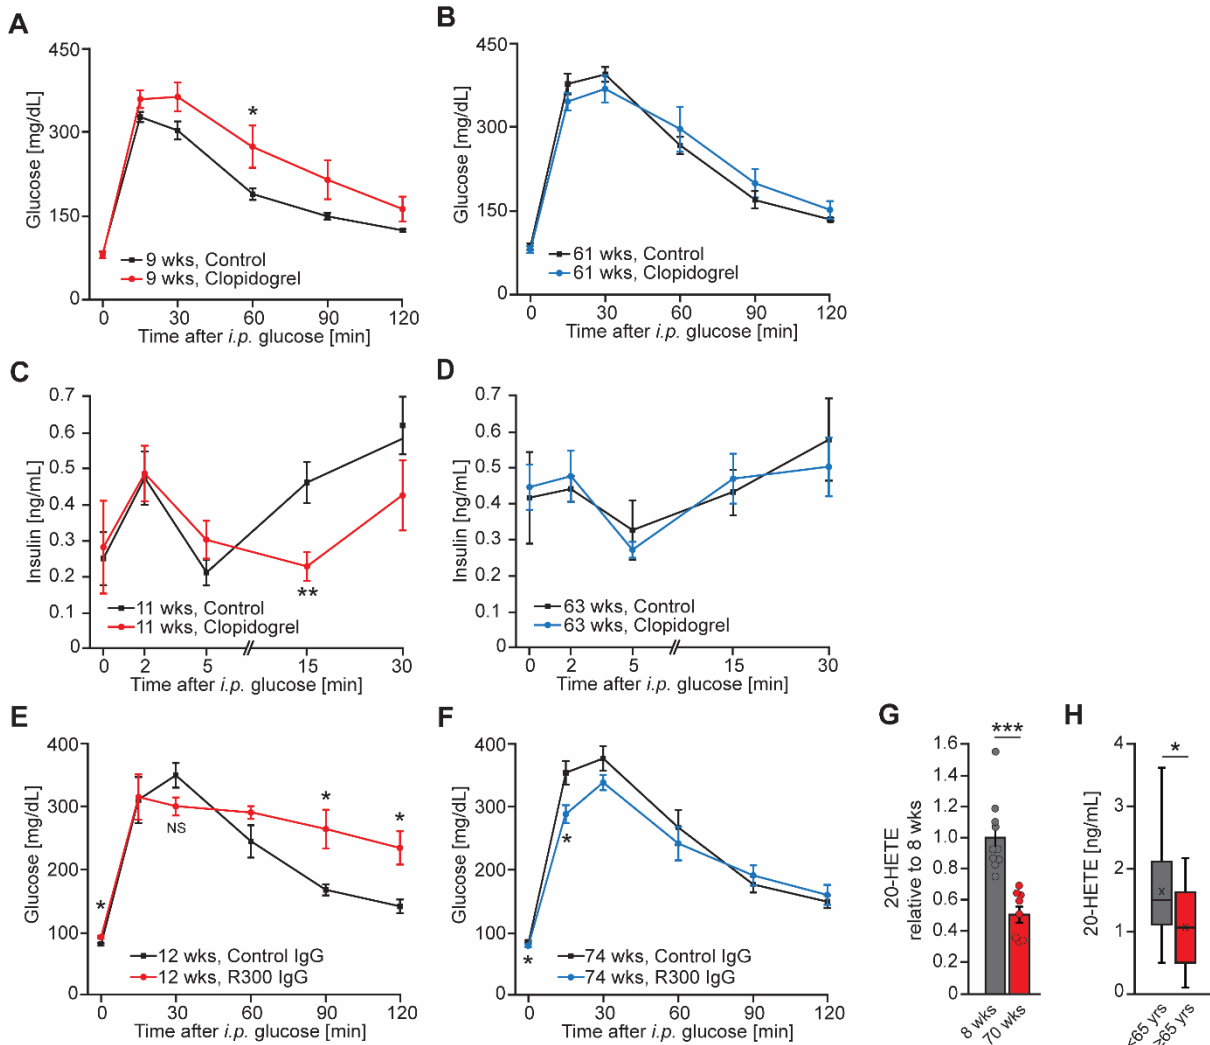 A
Glucose [mg/dL]
450
300
150
0
*
9 wks, Control
9 wks, Clopidogrel
0 30 60 90 120
Time after i.p. glucose [min]
B
Glucose [mg/dL]
450
300
150
0
61 wks, Control
61 wks, Clopidogrel
0 30 60 90 120
Time after i.p. glucose [min]
C
Insulin [ng/mL]
0.7
0.6
0.5
0.4
0.3
0.2
0.1
0
**
11 wks, Control
11 wks, Clopidogrel
0 2 5 // 15 30
Time after i.p. glucose [min]
D
Insulin [ng/mL]
0.7
0.6
0.5
0.4
0.3
0.2
0.1
0
63 wks, Control
63 wks, Clopidogrel
0 2 5 // 15 30
Time after i.p. glucose [min]
E
Glucose [mg/dL]
400
300
200
100
0
*
NS
*
*
12 wks, Control IgG
12 wks, R300 IgG
0 30 60 90 120
Time after i.p. glucose [min]
F
Glucose [mg/dL]
400
300
200
100
0
*
*
74 wks, Control IgG
74 wks, R300 IgG
0 30 60 90 120
Time after i.p. glucose [min]
G
20-HETE
relative to 8 wks
***
1.6
1.4
1.2
1.0
0.8
0.6
0.4
0.2
0
8 wks
70 wks
H
20-HETE [ng/mL]
*
4
3
2
1
0
<65 yrs
≥65 yrs